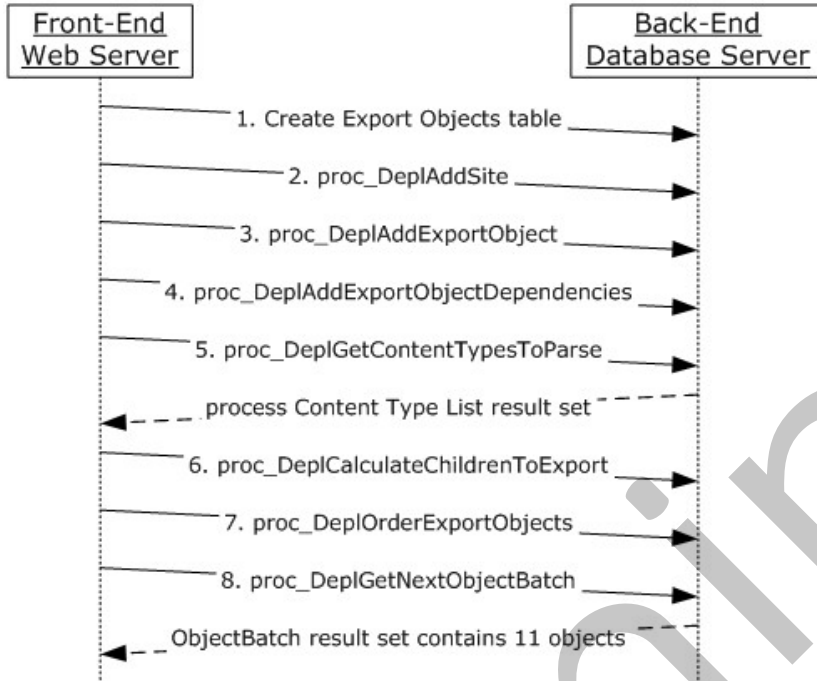 Front-End
Web Server
Back-End
Database Server
1. Create Export Objects table
2. proc_DeplAddSite
3. proc_DeplAddExportObject
4. proc_DeplAddExportObjectDependencies
5. proc_DeplGetContentTypesToParse
process Content Type List result set
6. proc_DeplCalculateChildrenToExport
7. proc_DeplOrderExportObjects
8. proc_DeplGetNextObjectBatch
ObjectBatch result set contains 11 objects